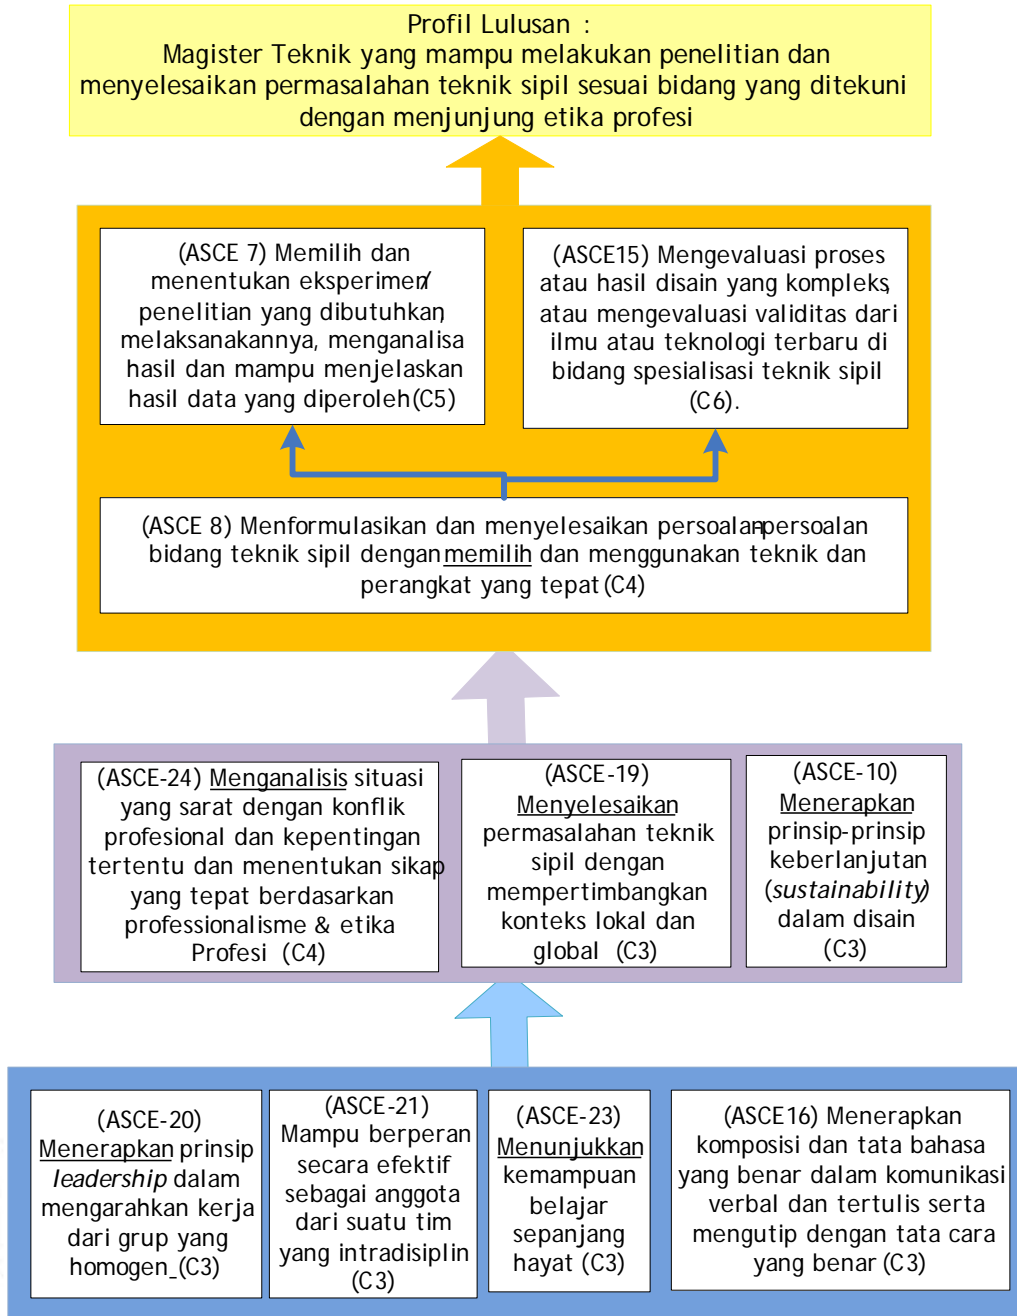 Profil Lulusan :
Magister Teknik yang mampu melakukan penelitian dan
menyelesaikan permasalahan teknik sipil sesuai bidang yang ditekuni
dengan menjunjung etika profesi
(ASCE 7) Memilih dan
menentukan eksperimen/
penelitian yang dibutuhkan,
melaksanakannya, menganalisa
hasil dan mampu menjelaskan
hasil data yang diperoleh (C5)
(ASCE15) Mengevaluasi proses
atau hasil disain yang kompleks,
atau mengevaluasi validitas dari
ilmu atau teknologi terbaru di
bidang spesialisasi teknik sipil
(C6).
(ASCE 8) Menformulasikan dan menyelesaikan persoalan-persoalan
bidang teknik sipil dengan memilih dan menggunakan teknik dan
perangkat yang tepat (C4)
(ASCE-24) Menganalisis situasi
yang sarat dengan konflik
profesional dan kepentingan
tertentu dan menentukan sikap
yang tepat berdasarkan
professionalisme & etika
Profesi (C4)
(ASCE-19)
Menyelesaikan
permasalahan teknik
sipil dengan
mempertimbangkan
konteks lokal dan
global (C3)
(ASCE-10)
Menerapkan
prinsip-prinsip
keberlanjutan
(sustainability)
dalam disain
(C3)
(ASCE-20)
Menerapkan prinsip
leadership dalam
mengarahkan kerja
dari grup yang
homogen_(C3)
(ASCE-21)
Mampu berperan
secara efektif
sebagai anggota
dari suatu tim
yang intradisiplin
(C3)
(ASCE-23)
Menunjukkan
kemampuan
belajar
sepanjang
hayat (C3)
(ASCE16) Menerapkan
komposisi dan tata bahasa
yang benar dalam komunikasi
verbal dan tertulis serta
mengutip dengan tata cara
yang benar (C3)